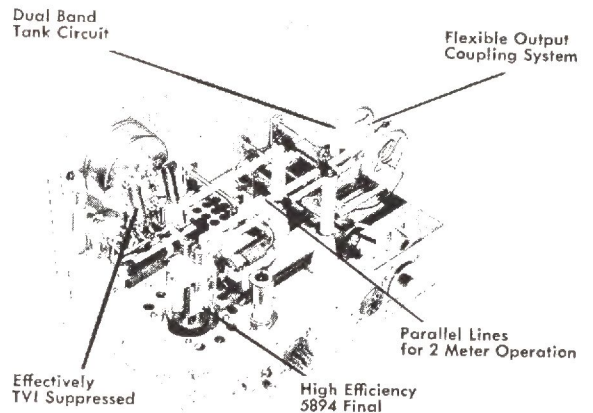 Dual Band
Tank Circuit
Flexible Output
Coupling System
Parallel Lines
for 2 Meter Operation
Effectively
TVI Suppressed
High Efficiency
5894 Final